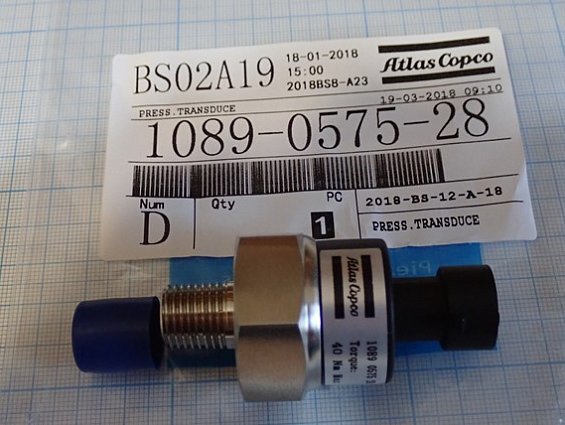 BS02A19
18-01-2018
15:00
2018BS8-A23
Atlas Copco
19-03-2018 09:10
PRESS.TRANSDUCE
1089-0575-28
Num
Qty
PC
D
1
2018-BS-12-A-18
PRESS.TRANSDUCE
Atlas Copco
1089 0575
Torque:
40 Nm